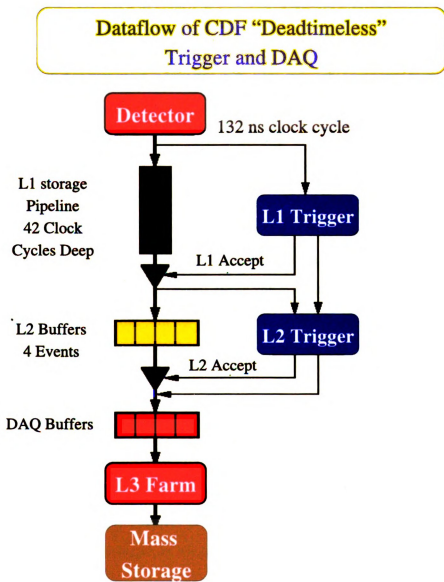 Dataflow of CDF “Deadtimeless”
Trigger and DAQ
Detector
132 ns clock cycle
L1 storage
Pipeline
42 Clock
Cycles Deep
L1 Trigger
L1 Accept
L2 Buffers
4 Events
L2 Trigger
L2 Accept
DAQ Buffers
L3 Farm
Mass
Storage